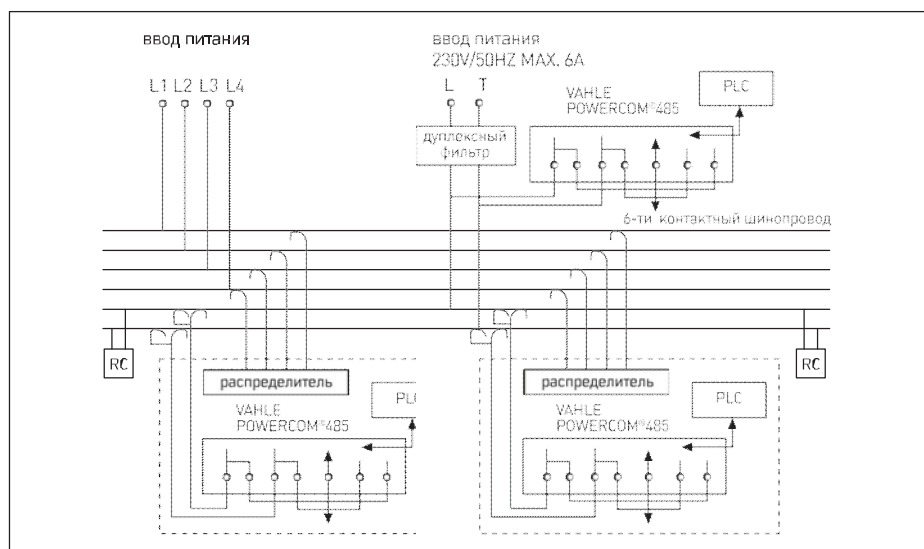 ввод питания
L1 L2 L3 L4
ввод питания
230V/50HZ MAX. 6A
L T
дуплексный
фильтр
VAHLE
POWERCOM®485
PLC
6-ти контактный шинопровод
RC
RC
распределитель
VAHLE
POWERCOM®485
PL
распределитель
VAHLE
POWERCOM®485
PLC